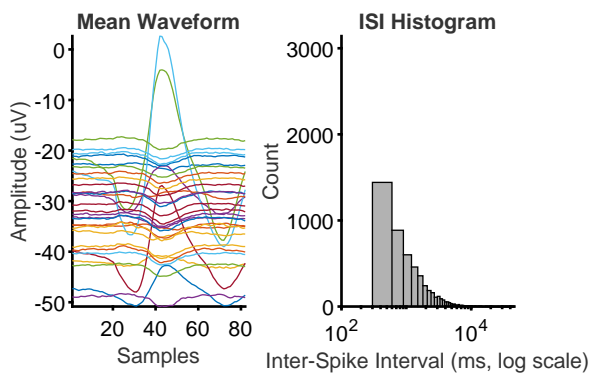 Mean Waveform
ISI Histogram
0
-10
-20
-30
-40
-50
Amplitude (uV)
20 40 60 80
Samples
3000
2000
1000
0
Count
10^2 10^4
Inter-Spike Interval (ms, log scale)